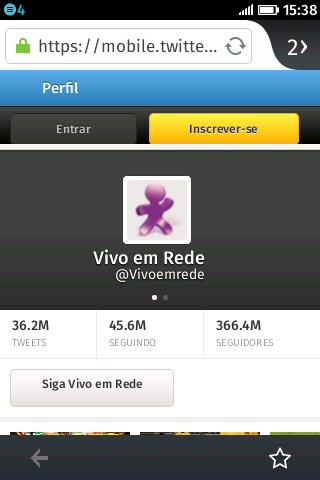 4 15:38
https://mobile.twitte... 2
Perfil
Entrar Inscrever-se
Vivo em Rede
@Vivoemrede
36.2M 45.6M 366.4M
TWEETS SEGUINDO SEGUIDORES
Siga Vivo em Rede